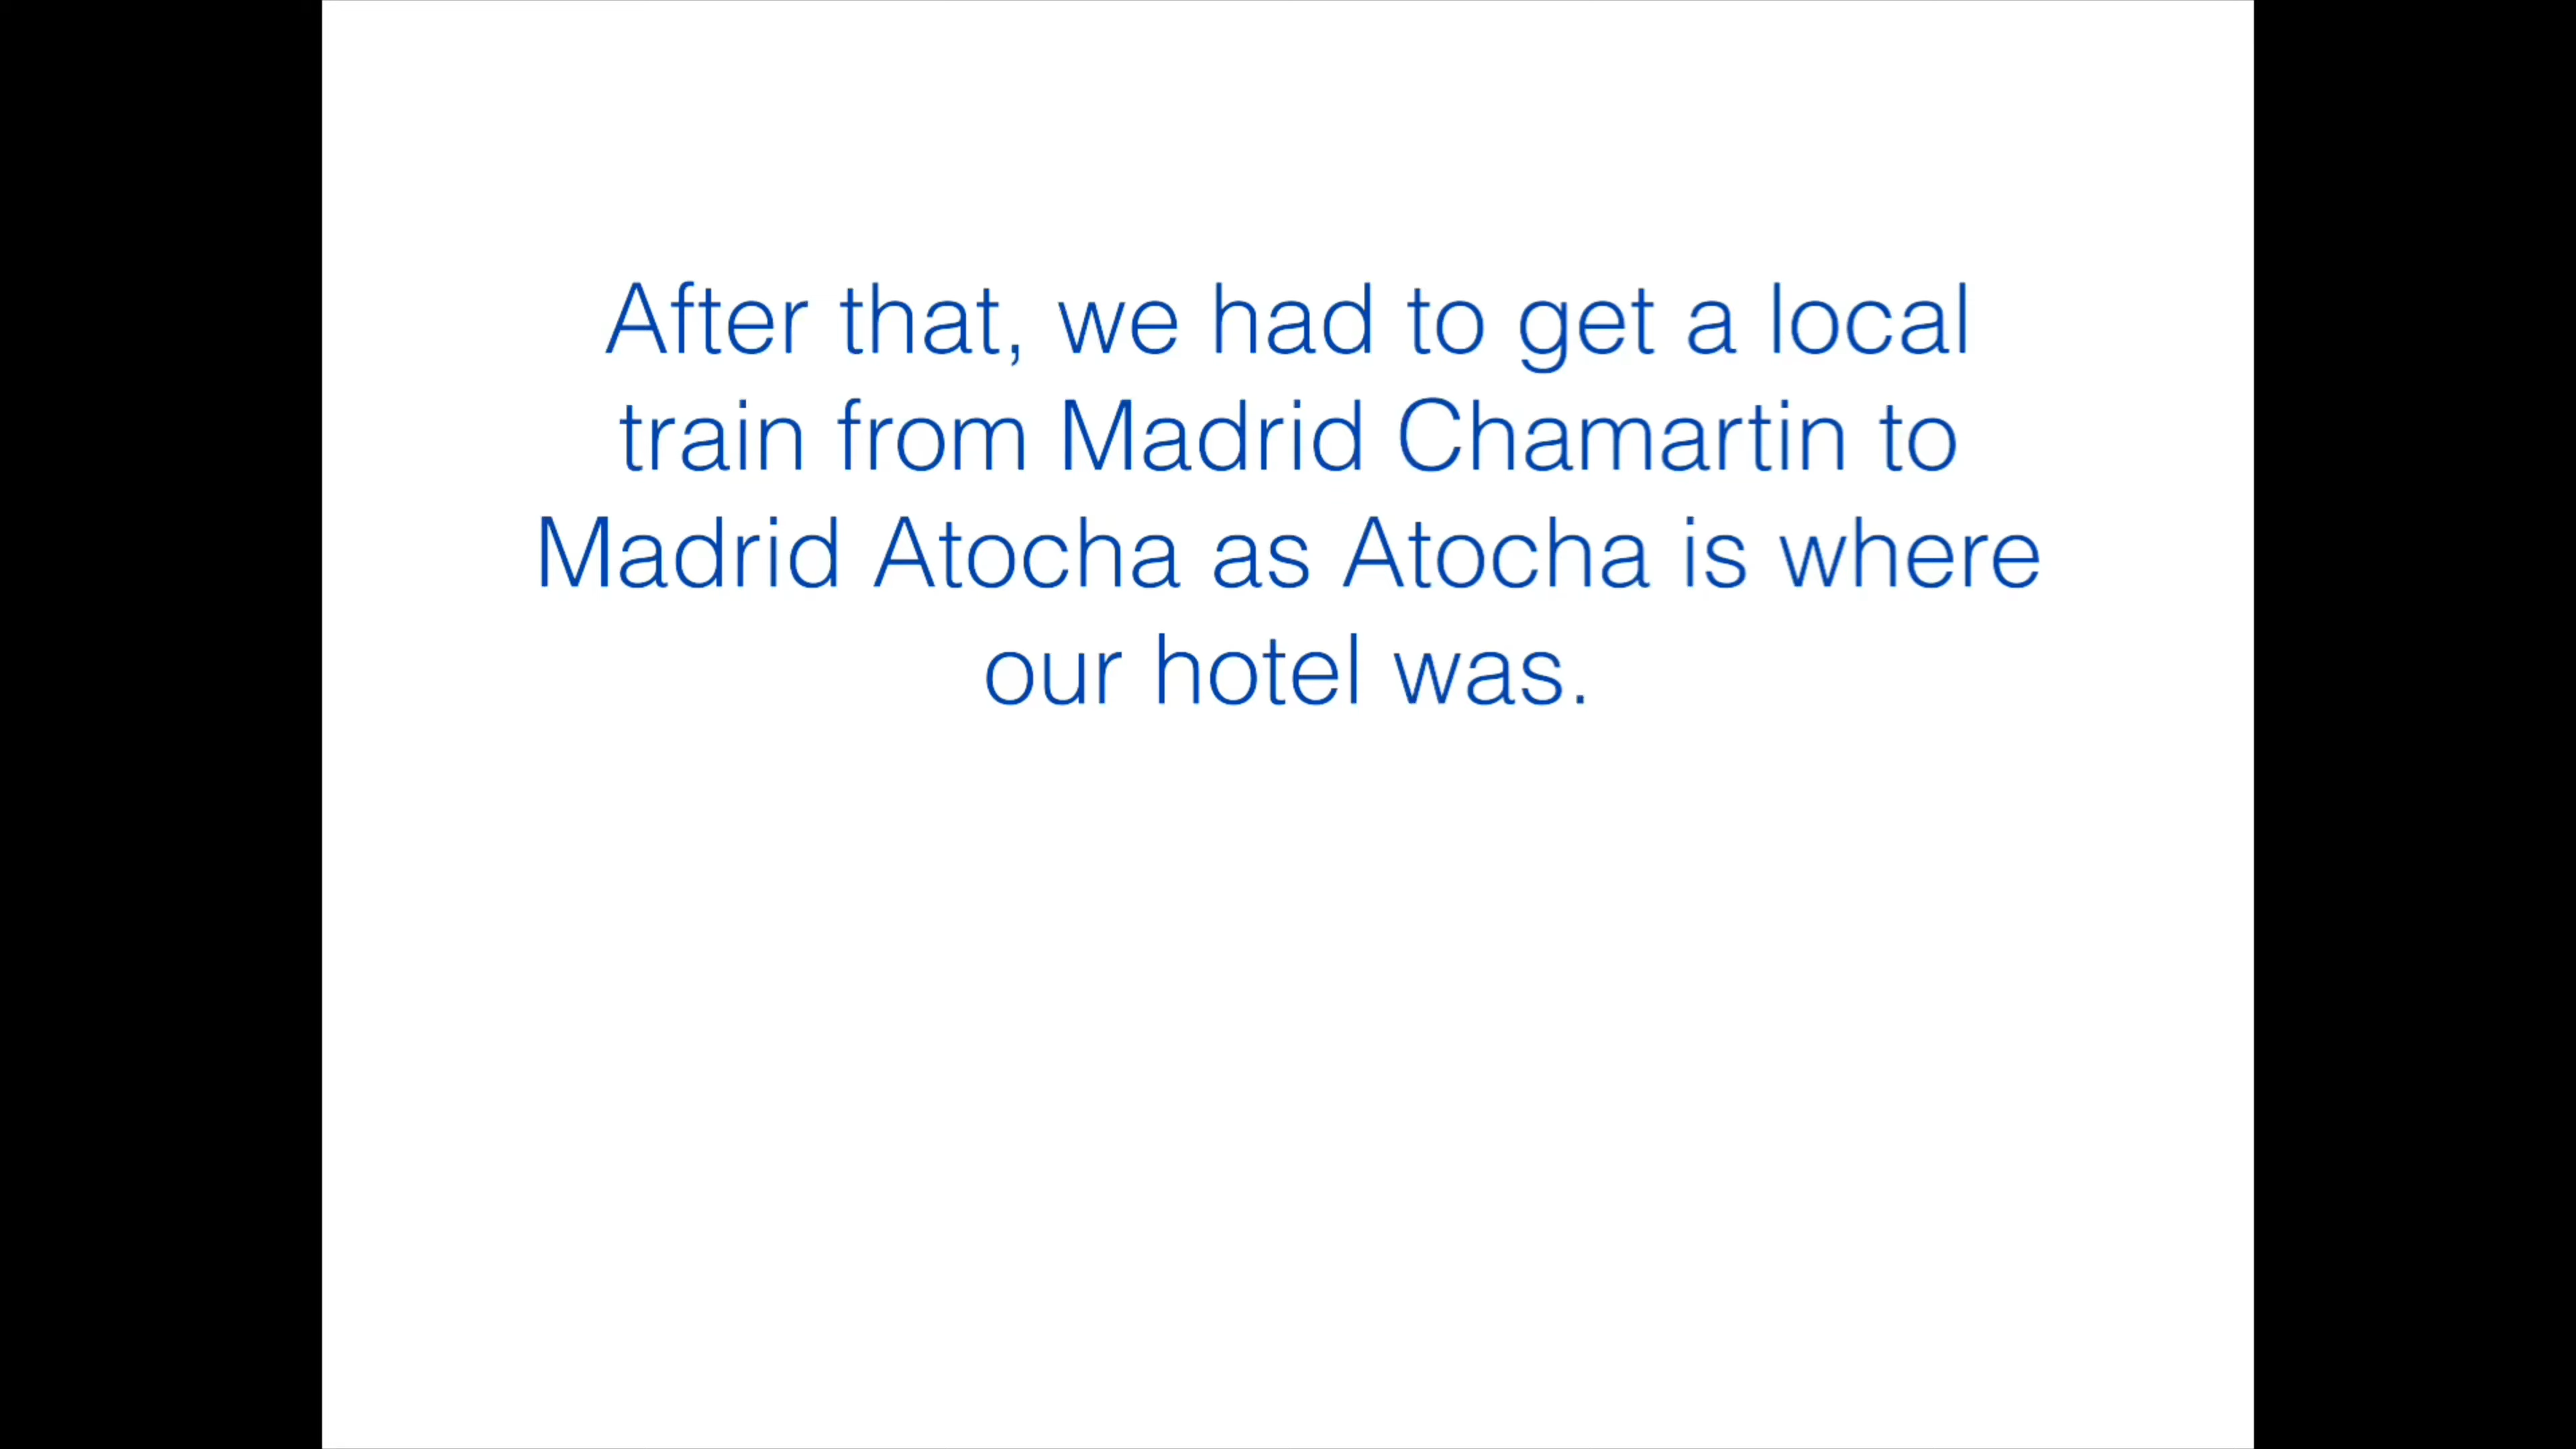 After that, we had to get a local
train from Madrid Chamartin to
Madrid Atocha as Atocha is where
our hotel was.